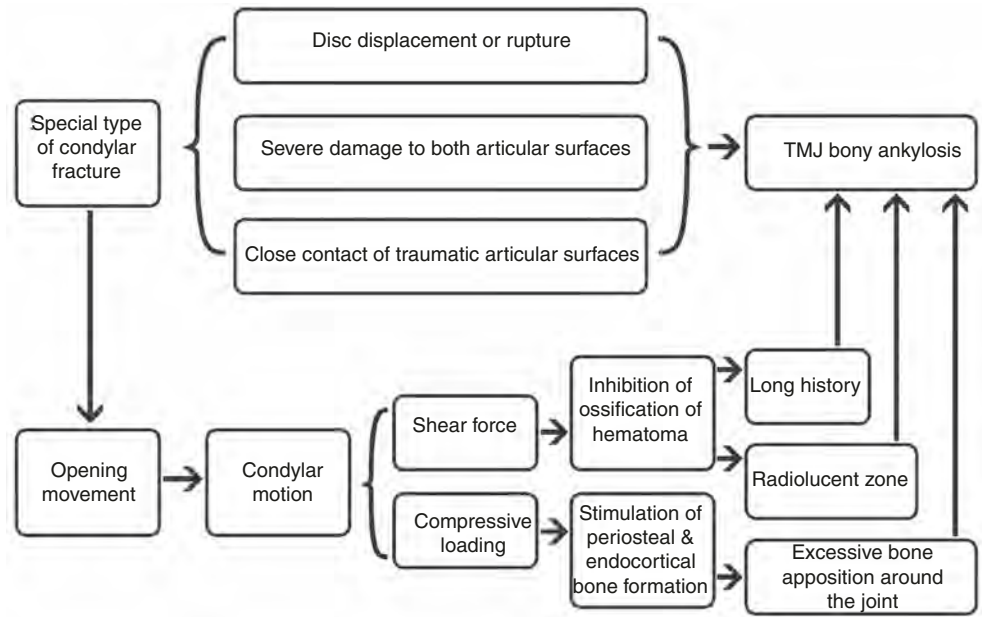 Disc displacement or rupture
Special type
of condylar
fracture
Severe damage to both articular surfaces
TMJ bony ankylosis
Close contact of traumatic articular surfaces
Opening
movement
Condylar
motion
Shear force
Inhibition of
ossification of
hematoma
Long history
Radiolucent zone
Compressive
loading
Stimulation of
periosteal &
endocortical
bone formation
Excessive bone
apposition around
the joint